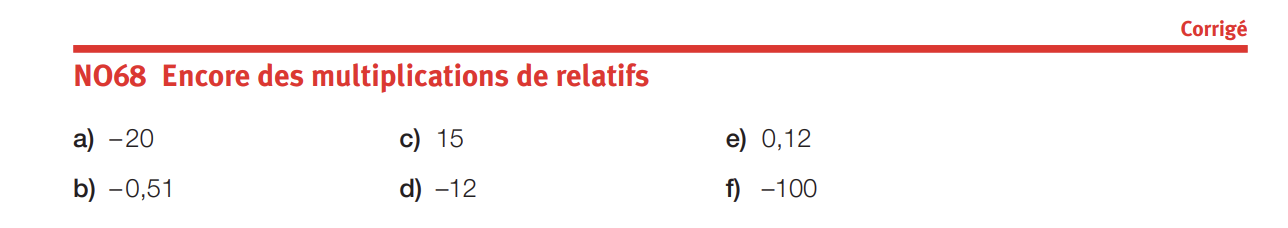 Corrigé
NO68 Encore des multiplications de relatifs
a) –20 c) 15 e) 0,12
b) –0,51 d) –12 f) –100